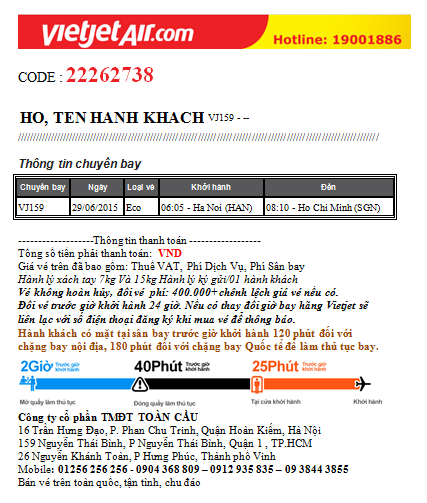 vietjetAir.com
Hotline: 19001886
CODE : 22262738
HO, TEN HANH KHACH VJ159 - --
////////////////////////////////////////////////////////////////////////////////////////////////////////////////////////
Thông tin chuyến bay
Chuyến bay Ngày Loại vé Khởi hành Đến
VJ159 29/06/2015 Eco 06:05 - Ha Noi (HAN) 08:10 - Ho Chi Minh (SGN)
--------------------Thông tin thanh toán -------------------
Tổng số tiền phải thanh toán: VND
Giá vé trên đã bao gồm: Thuế VAT, Phí Dịch Vụ, Phí Sân bay
Hành lý xách tay 7kg Và 15kg Hành lý ký gửi/01 hành khách
Vé không hoàn hủy, đổi vé phí: 400.000+chênh lệch giá vé nếu có.
Đổi vé trước giờ khởi hành 24 giờ. Nếu có thay đổi giờ bay hãng Vietjet sẽ
liên lạc với số điện thoại đăng ký khi mua vé để thông báo.
Hành khách có mặt tại sân bay trước giờ khởi hành 120 phút đối với
chặng bay nội địa, 180 phút đối với chặng bay Quốc tế để làm thủ tục bay.
2Giờ Trước giờ khởi hành 40Phút Trước giờ khởi hành 25Phút Trước giờ khởi hành
Mở quầy làm thủ tục Đóng quầy làm thủ tục Tại cửa khởi hành Khởi hành
Công ty cổ phần TMĐT TOÀN CẦU
16 Trần Hưng Đạo, P. Phan Chu Trinh, Quận Hoàn Kiếm, Hà Nội
159 Nguyễn Thái Bình, P Nguyễn Thái Bình, Quận 1 , TP.HCM
26 Nguyễn Khánh Toàn, P Hưng Phúc, Thành phố Vinh
Mobile: 01256 256 256 - 0904 368 809 – 0912 935 835 – 09 3844 3855
Bán vé trên toàn quốc, tận tình, chu đáo